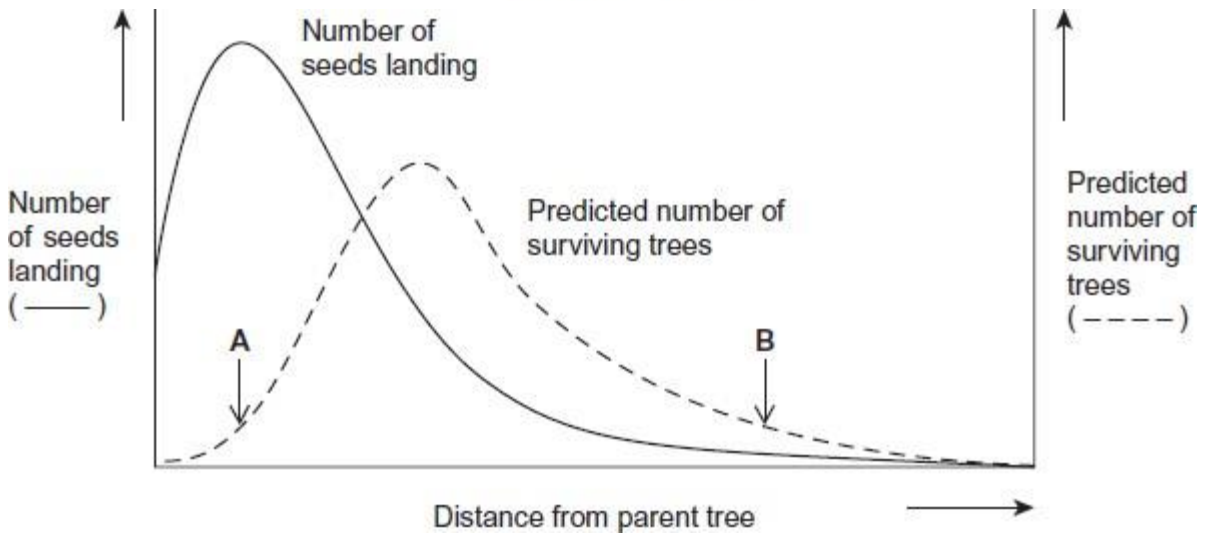 Number of
seeds landing
Number
of seeds
landing
( —— )
Predicted number of
surviving trees
Predicted
number of
surviving
trees
( – – – – )
A
B
Distance from parent tree